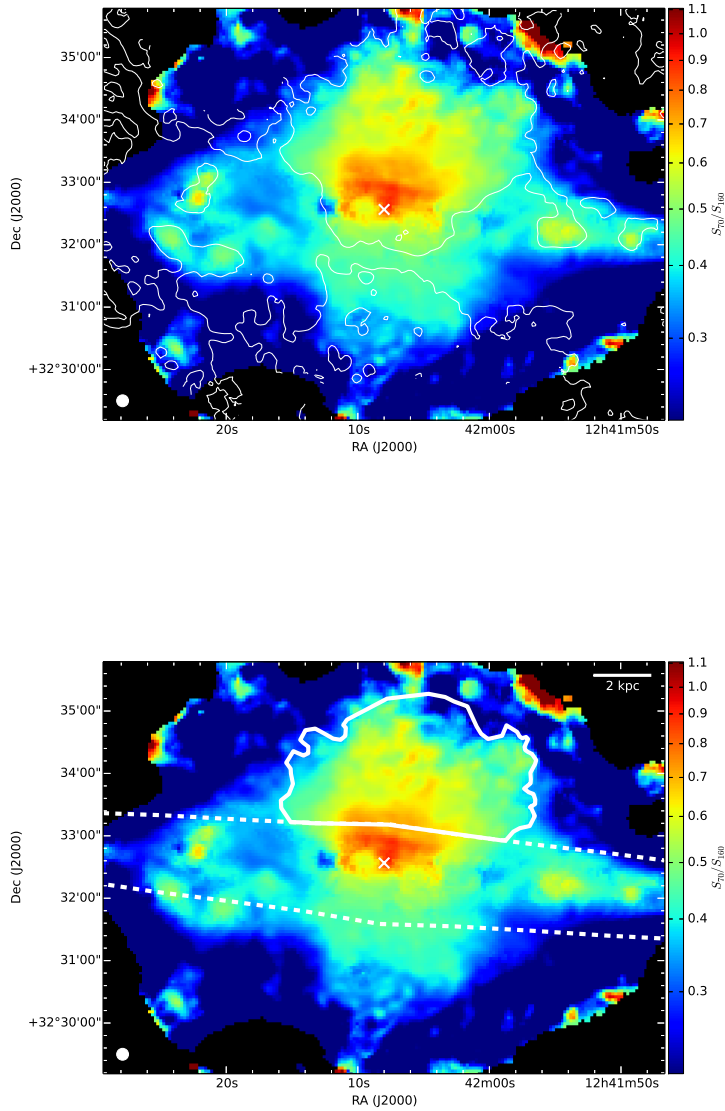 35'00"
34'00"
33'00"
32'00"
31'00"
+32°30'00"
Dec (J2000)
20s
10s
42m00s
12h41m50s
RA (J2000)
1.1
1.0
0.9
0.8
0.7
0.6
0.5
0.4
0.3
S70/S160
2 kpc
35'00"
34'00"
33'00"
32'00"
31'00"
+32°30'00"
Dec (J2000)
20s
10s
42m00s
12h41m50s
RA (J2000)
1.1
1.0
0.9
0.8
0.7
0.6
0.5
0.4
0.3
S70/S160